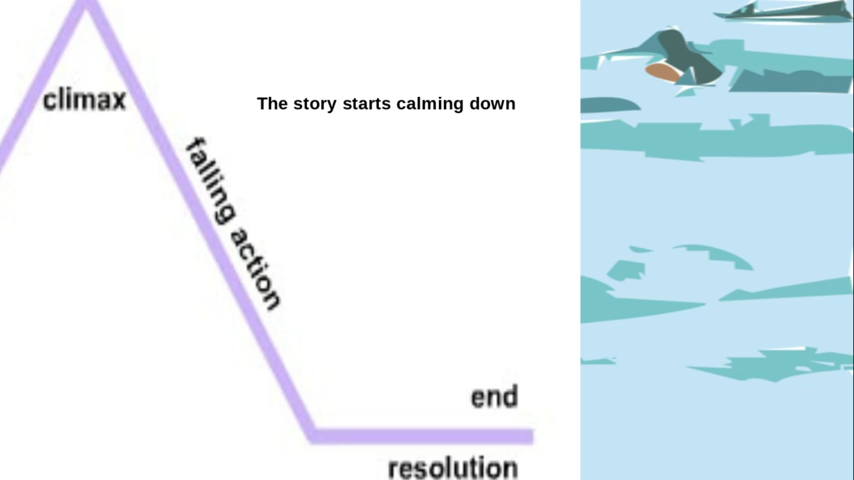 climax
The story starts calming down
falling action
end
resolution